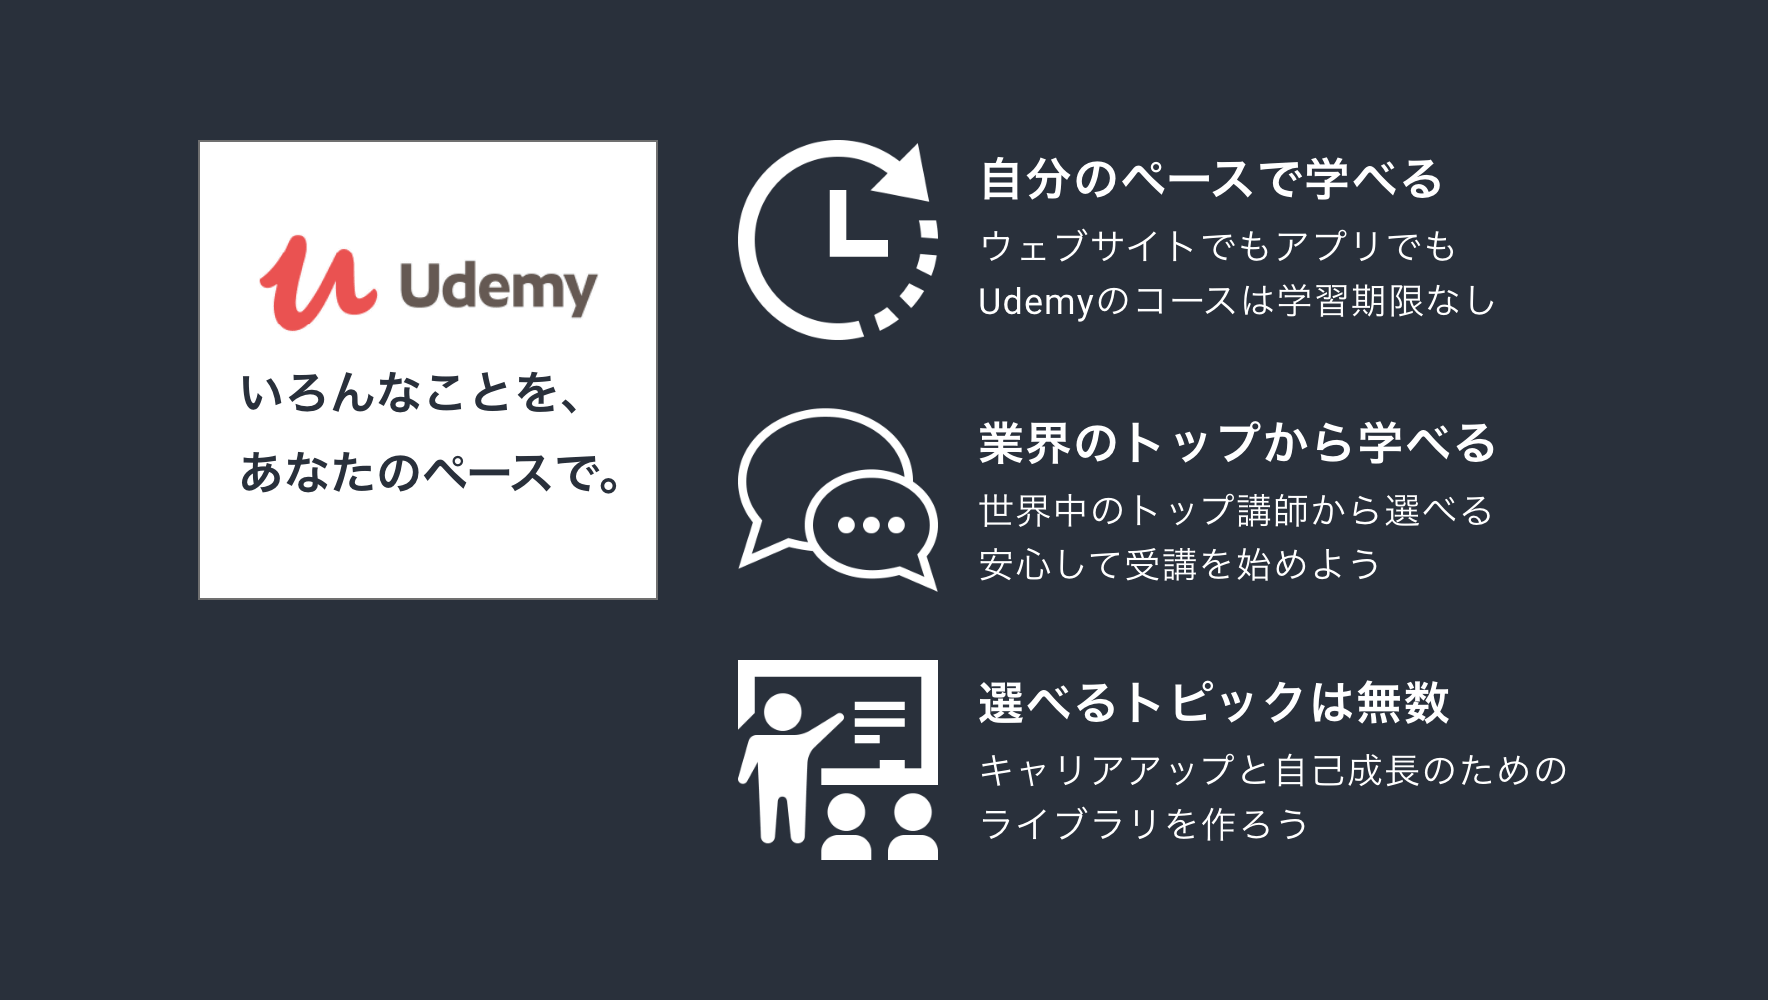 Udemy
いろんなことを、
あなたのペースで。
自分のペースで学べる
ウェブサイトでもアプリでも
Udemyのコースは学習期限なし
業界のトップから学べる
世界中のトップ講師から選べる
安心して受講を始めよう
選べるトピックは無数
キャリアアップと自己成長のための
ライブラリを作ろう